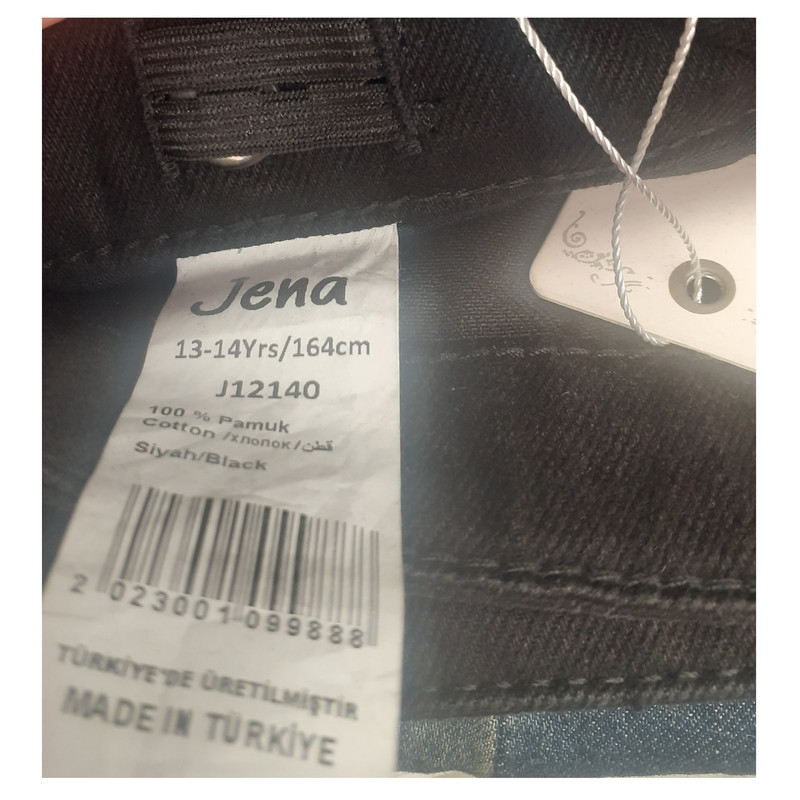 Jena
13-14Yrs/164cm
J12140
100 % Pamuk
Cotton /хлопок/قطن
Siyah/Black
2 023001 099888
TÜRKİYE'DE ÜRETİLMİŞTİR
MADE IN TÜRKİYE